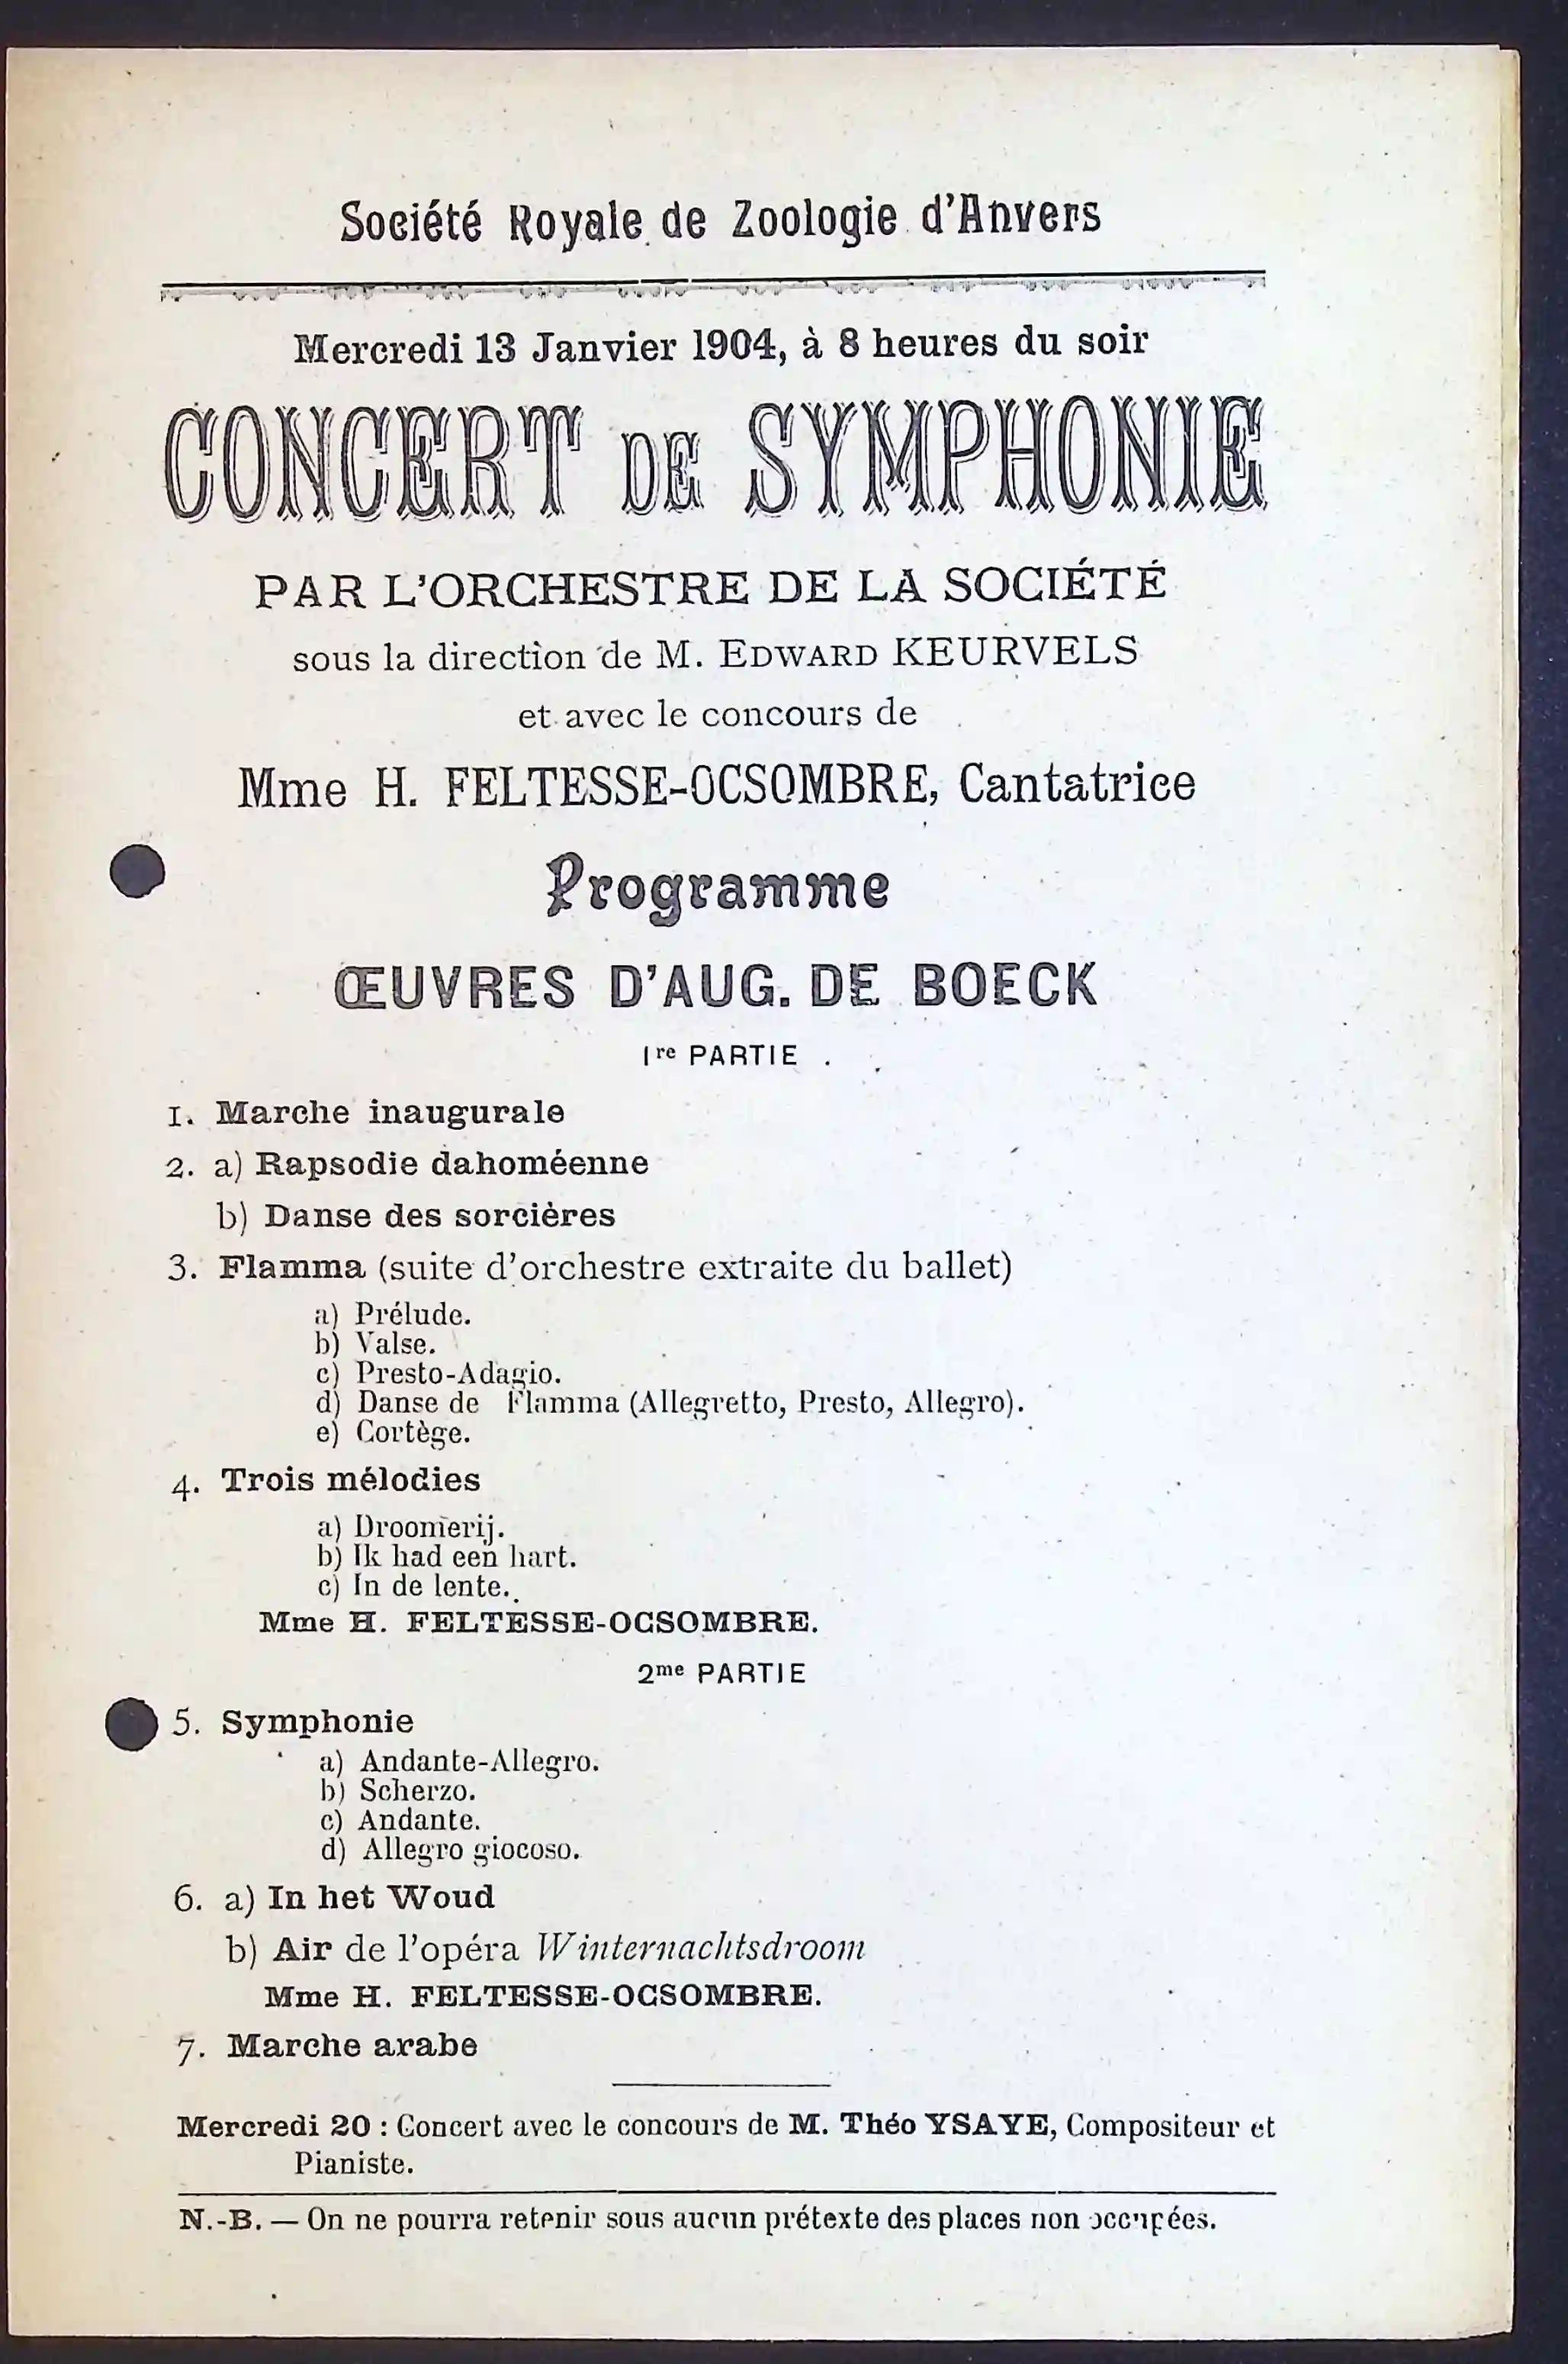 Société Royale de Zoologie d'Anvers
Mercredi 13 Janvier 1904, à 8 heures du soir
CONCERT DE SYMPHONIE
PAR L'ORCHESTRE DE LA SOCIÉTÉ
sous la direction de M. EDWARD KEURVELS
et avec le concours de
Mme H. FELTESSE-OCSOMBRE, Cantatrice
Programme
ŒUVRES D'AUG. DE BOECK
1re PARTIE
1. Marche inaugurale
2. a) Rapsodie dahoméenne
b) Danse des sorcières
3. Flamma (suite d'orchestre extraite du ballet)
a) Prélude.
b) Valse.
c) Presto-Adagio.
d) Danse de Flamma (Allegretto, Presto, Allegro).
e) Cortège.
4. Trois mélodies
a) Droomerij.
b) Ik had een hart.
c) In de lente.
Mme H. FELTESSE-OCSOMBRE.
2me PARTIE
5. Symphonie
a) Andante-Allegro.
b) Scherzo.
c) Andante.
d) Allegro giocoso.
6. a) In het Woud
b) Air de l'opéra Winternachtsdroom
Mme H. FELTESSE-OCSOMBRE.
7. Marche arabe
Mercredi 20 : Concert avec le concours de M. Théo YSAYE, Compositeur et
Pianiste.
N.-B. — On ne pourra retenir sous aucun prétexte des places non occupées.